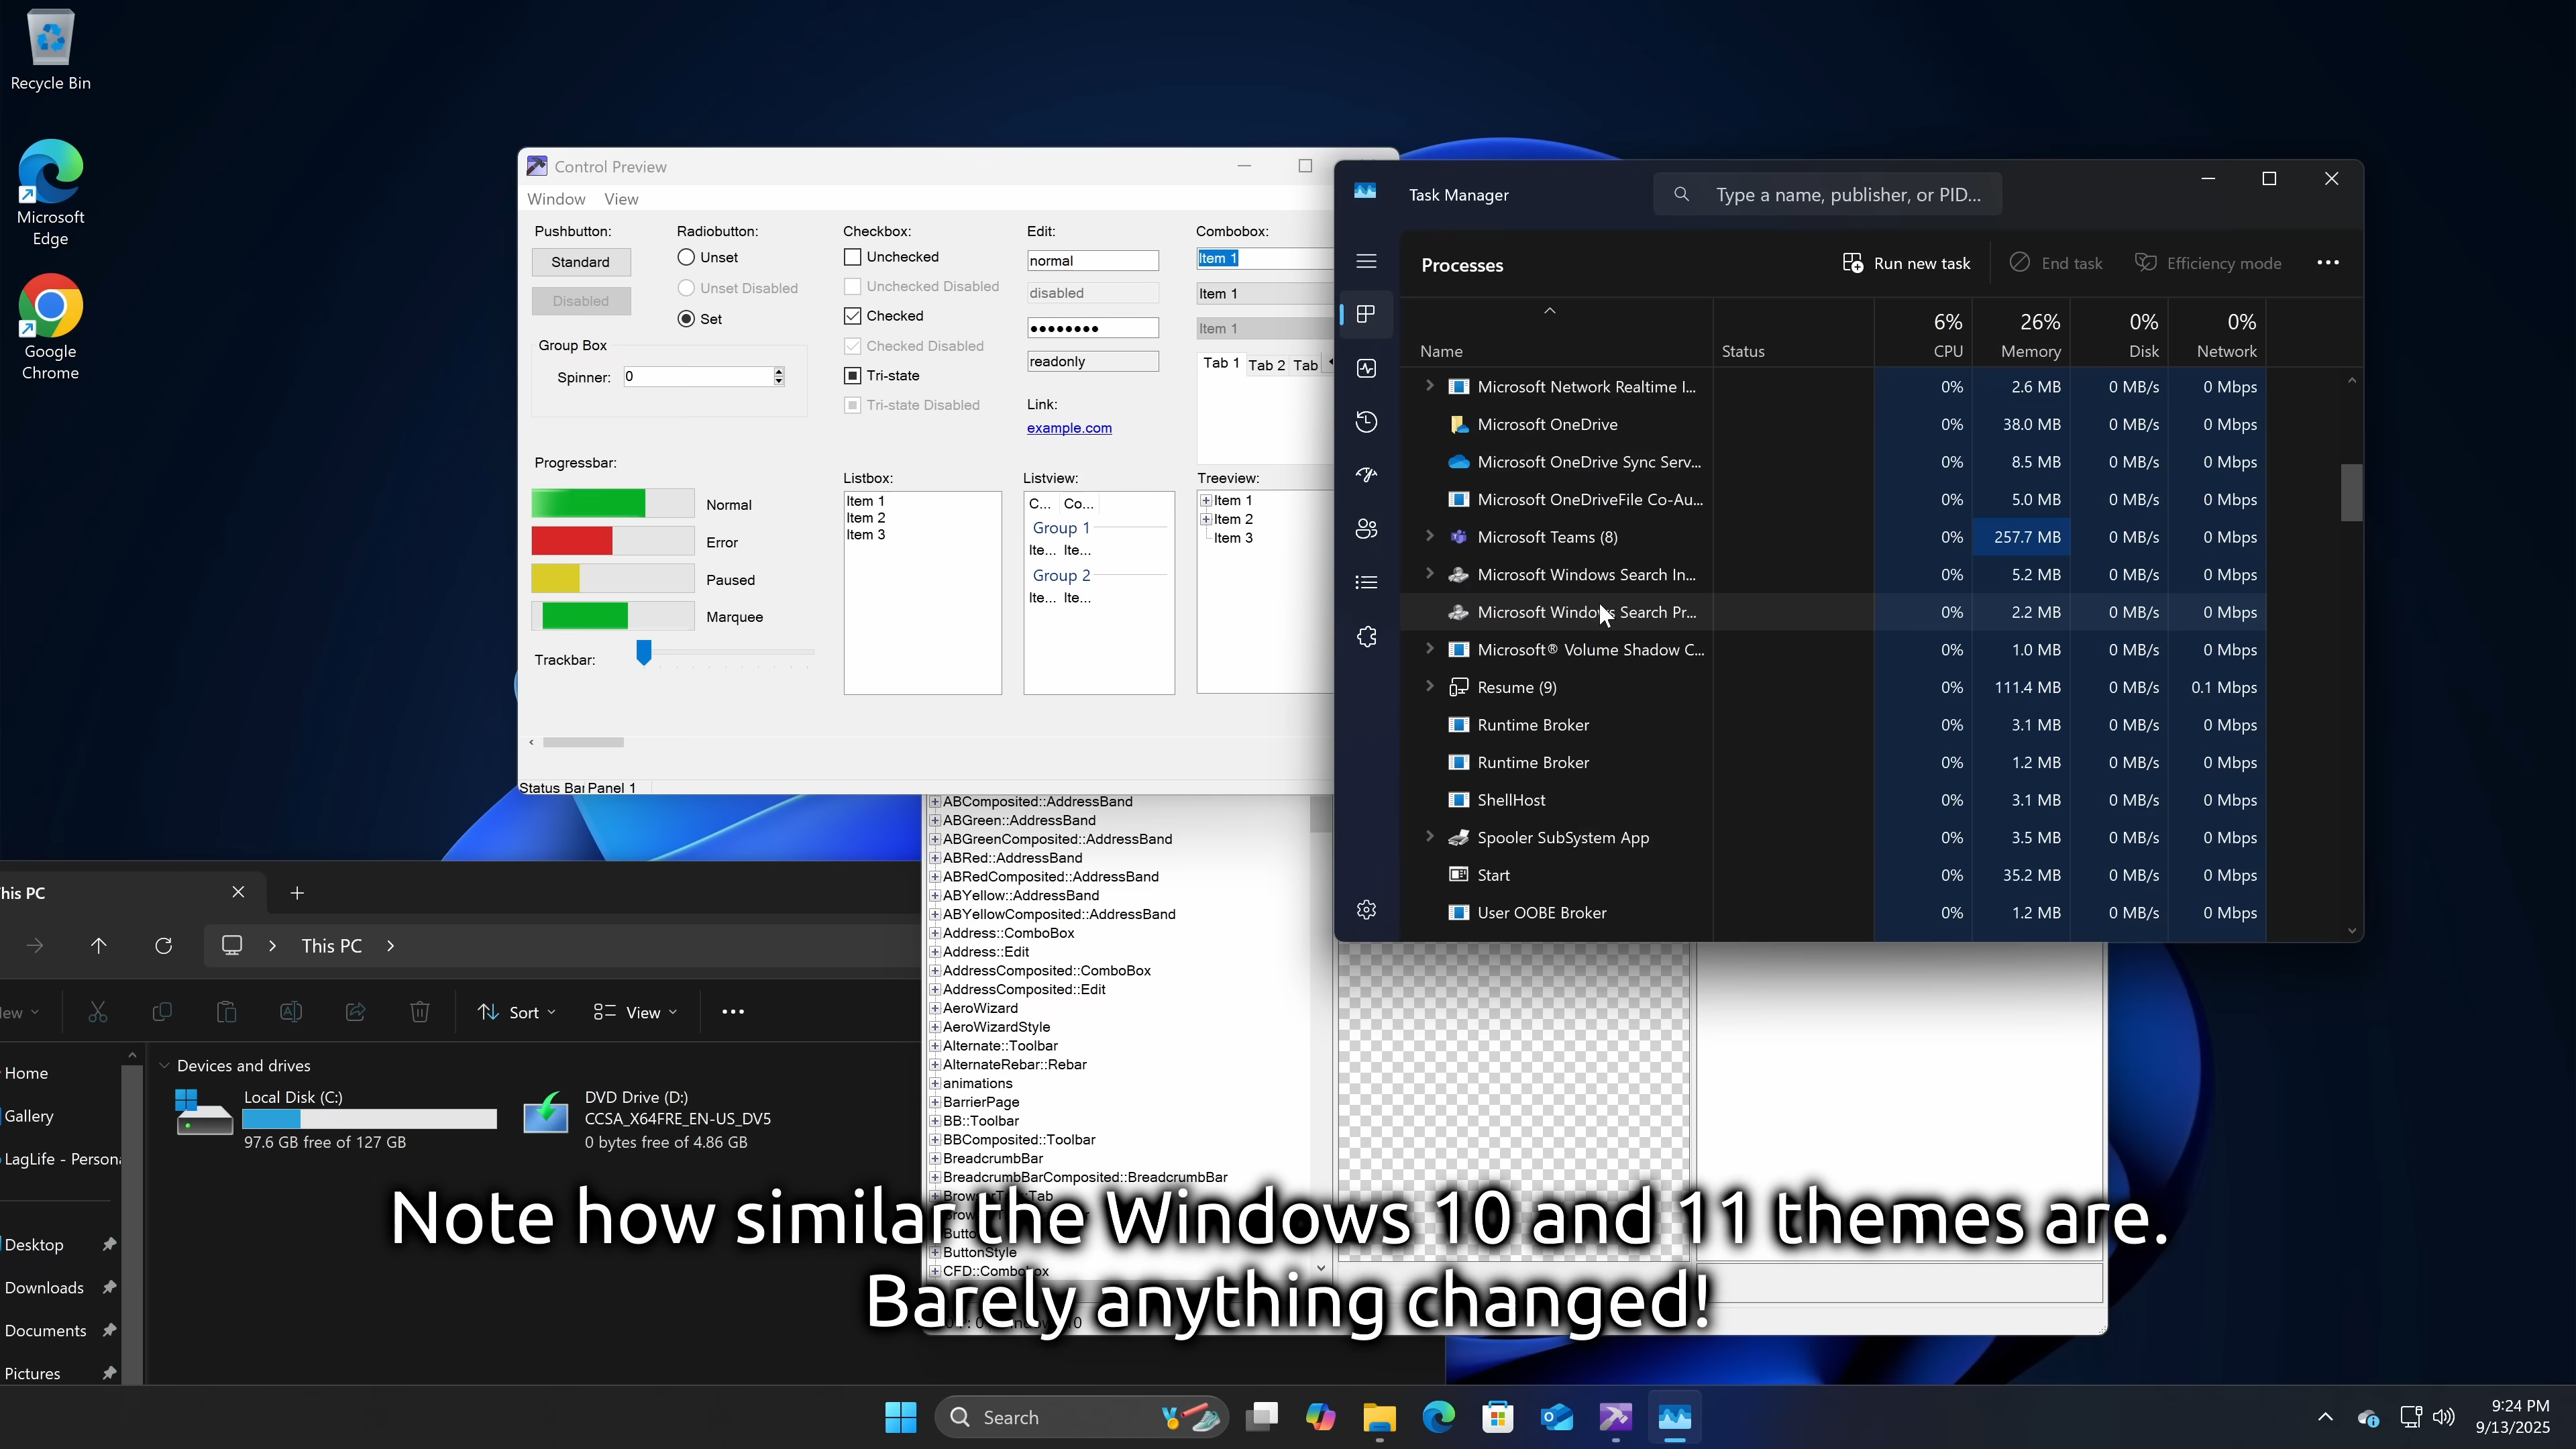 Recycle Bin
Microsoft
Edge
Google
Chrome
Control Preview
Window View
Pushbutton:
Standard
Disabled
Radiobutton:
Unset
Unset Disabled
Set
Group Box
Spinner: 0
Checkbox:
Unchecked
Unchecked Disabled
Checked
Checked Disabled
Tri-state
Tri-state Disabled
Edit:
normal
disabled
●●●●●●●●
readonly
Link:
example.com
Combobox:
Item 1
Item 1
Item 1
Tab 1 Tab 2 Tab
Progressbar:
Normal
Error
Paused
Marquee
Trackbar:
Listbox:
Item 1
Item 2
Item 3
Listview:
C... Co...
Group 1
Ite... Ite...
Group 2
Ite... Ite...
Treeview:
Item 1
Item 2
Item 3
Status Bar Panel 1
Task Manager
Type a name, publisher, or PID...
Processes
Run new task
End task
Efficiency mode
6% 26% 0% 0%
Name Status CPU Memory Disk Network
Microsoft Network Realtime I... 0% 2.6 MB 0 MB/s 0 Mbps
Microsoft OneDrive 0% 38.0 MB 0 MB/s 0 Mbps
Microsoft OneDrive Sync Serv... 0% 8.5 MB 0 MB/s 0 Mbps
Microsoft OneDriveFile Co-Au... 0% 5.0 MB 0 MB/s 0 Mbps
Microsoft Teams (8) 0% 257.7 MB 0 MB/s 0 Mbps
Microsoft Windows Search In... 0% 5.2 MB 0 MB/s 0 Mbps
Microsoft Windows Search Pr... 0% 2.2 MB 0 MB/s 0 Mbps
Microsoft® Volume Shadow C... 0% 1.0 MB 0 MB/s 0 Mbps
Resume (9) 0% 111.4 MB 0 MB/s 0.1 Mbps
Runtime Broker 0% 3.1 MB 0 MB/s 0 Mbps
Runtime Broker 0% 1.2 MB 0 MB/s 0 Mbps
ShellHost 0% 3.1 MB 0 MB/s 0 Mbps
Spooler SubSystem App 0% 3.5 MB 0 MB/s 0 Mbps
Start 0% 35.2 MB 0 MB/s 0 Mbps
User OOBE Broker 0% 1.2 MB 0 MB/s 0 Mbps
ABComposited::AddressBand
ABGreen::AddressBand
ABGreenComposited::AddressBand
ABRed::AddressBand
ABRedComposited::AddressBand
ABYellow::AddressBand
ABYellowComposited::AddressBand
Address::ComboBox
Address::Edit
AddressComposited::ComboBox
AddressComposited::Edit
AeroWizard
AeroWizardStyle
Alternate::Toolbar
AlternateRebar::Rebar
animations
BarrierPage
BB::Toolbar
BBComposited::Toolbar
BreadcrumbBar
BreadcrumbBarComposited::BreadcrumbBar
ButtonStyle
CFD::Combobox
his PC
This PC
ew
Sort
View
Home
Gallery
LagLife - Persona
Desktop
Downloads
Documents
Pictures
Devices and drives
Local Disk (C:)
97.6 GB free of 127 GB
DVD Drive (D:)
CCSA_X64FRE_EN-US_DV5
0 bytes free of 4.86 GB
Note how similar the Windows 10 and 11 themes are.
Barely anything changed!
Search
9:24 PM
9/13/2025